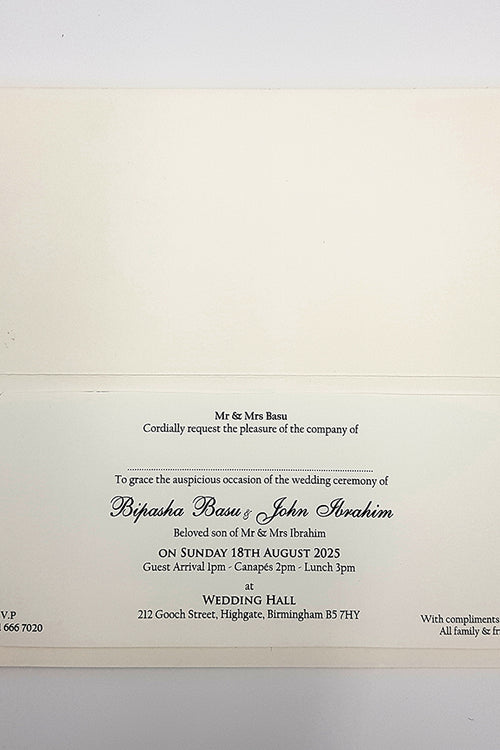 Mr & Mrs Basu
Cordially request the pleasure of the company of
To grace the auspicious occasion of the wedding ceremony of
Bipasha Basu & John Ibrahim
Beloved son of Mr & Mrs Ibrahim
ON SUNDAY 18TH AUGUST 2025
Guest Arrival 1pm - Canapés 2pm - Lunch 3pm
at
WEDDING HALL
212 Gooch Street, Highgate, Birmingham B5 7HY
V.P
666 7020
With compliments
All family &